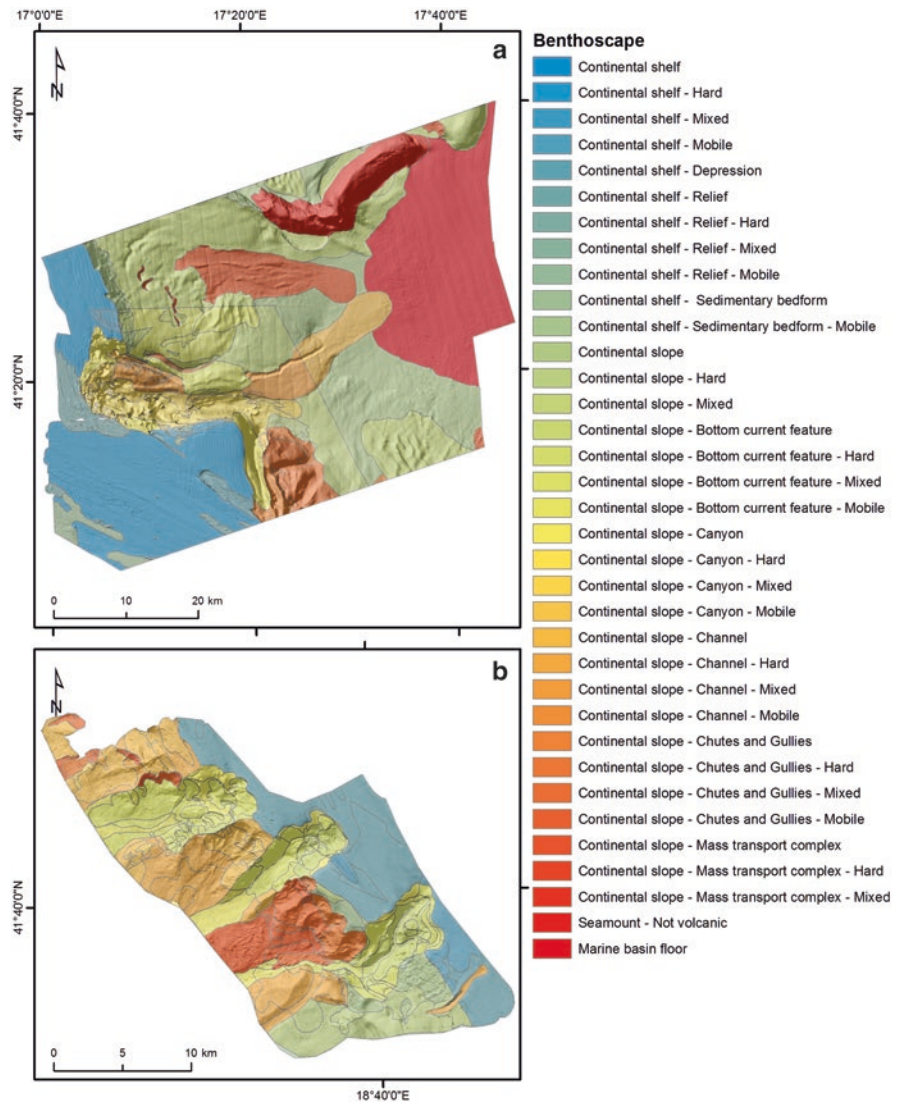 17°0'0"E 17°20'0"E 17°40'0"E
a
N
41°40'0"N
41°20'0"N
0 10 20 km
b
N
41°40'0"N
0 5 10 km
18°40'0"E
Benthoscape
Continental shelf
Continental shelf - Hard
Continental shelf - Mixed
Continental shelf - Mobile
Continental shelf - Depression
Continental shelf - Relief
Continental shelf - Relief - Hard
Continental shelf - Relief - Mixed
Continental shelf - Relief - Mobile
Continental shelf - Sedimentary bedform
Continental shelf - Sedimentary bedform - Mobile
Continental slope
Continental slope - Hard
Continental slope - Mixed
Continental slope - Bottom current feature
Continental slope - Bottom current feature - Hard
Continental slope - Bottom current feature - Mixed
Continental slope - Bottom current feature - Mobile
Continental slope - Canyon
Continental slope - Canyon - Hard
Continental slope - Canyon - Mixed
Continental slope - Canyon - Mobile
Continental slope - Channel
Continental slope - Channel - Hard
Continental slope - Channel - Mixed
Continental slope - Channel - Mobile
Continental slope - Chutes and Gullies
Continental slope - Chutes and Gullies - Hard
Continental slope - Chutes and Gullies - Mixed
Continental slope - Chutes and Gullies - Mobile
Continental slope - Mass transport complex
Continental slope - Mass transport complex - Hard
Continental slope - Mass transport complex - Mixed
Seamount - Not volcanic
Marine basin floor